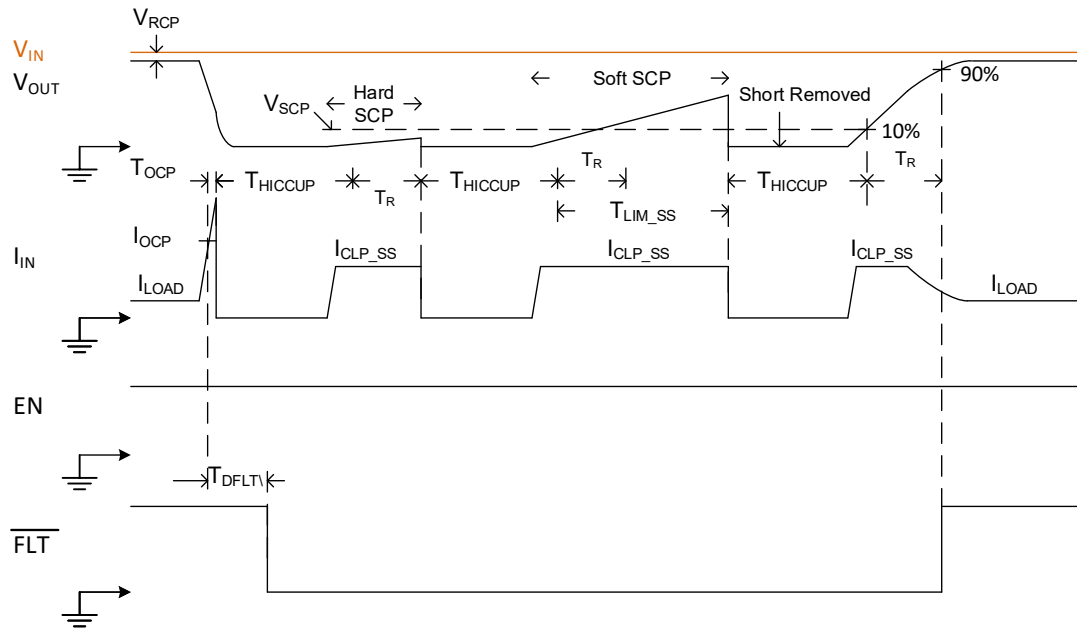 VRCP
VIN
VOUT
VSCP
Hard
SCP
Soft SCP
Short Removed
90%
10%
TOCP
THICCUP
TR
THICCUP
TR
TLIM_SS
THICCUP
TR
IIN
IOCP
ILOAD
ICLP_SS
ICLP_SS
ICLP_SS
ILOAD
EN
TDFLT\
FLT